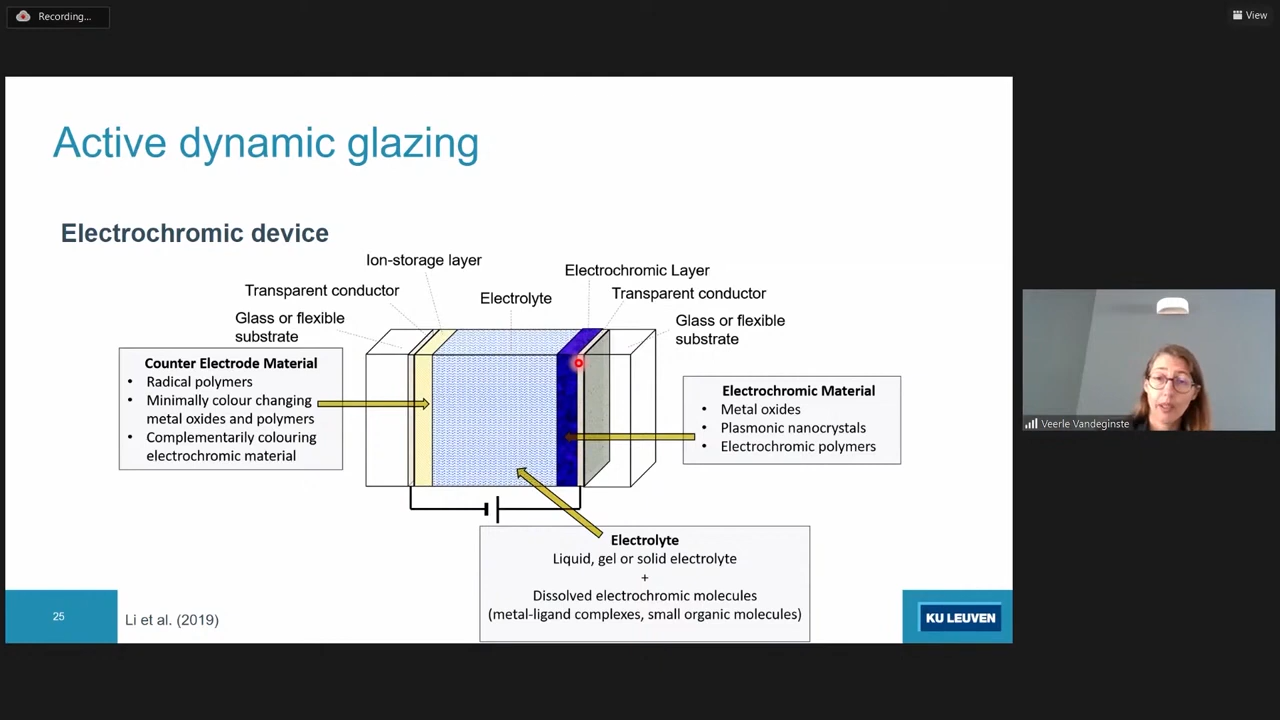 Recording...
View
Active dynamic glazing
Electrochromic device
Ion-storage layer
Electrochromic Layer
Transparent conductor
Electrolyte
Transparent conductor
Glass or flexible
substrate
Glass or flexible
substrate
Counter Electrode Material
• Radical polymers
• Minimally colour changing
metal oxides and polymers
• Complementarily colouring
electrochromic material
Electrochromic Material
• Metal oxides
• Plasmonic nanocrystals
• Electrochromic polymers
Veerle Vandeginste
Electrolyte
Liquid, gel or solid electrolyte
+
Dissolved electrochromic molecules
(metal-ligand complexes, small organic molecules)
25
Li et al. (2019)
KU LEUVEN